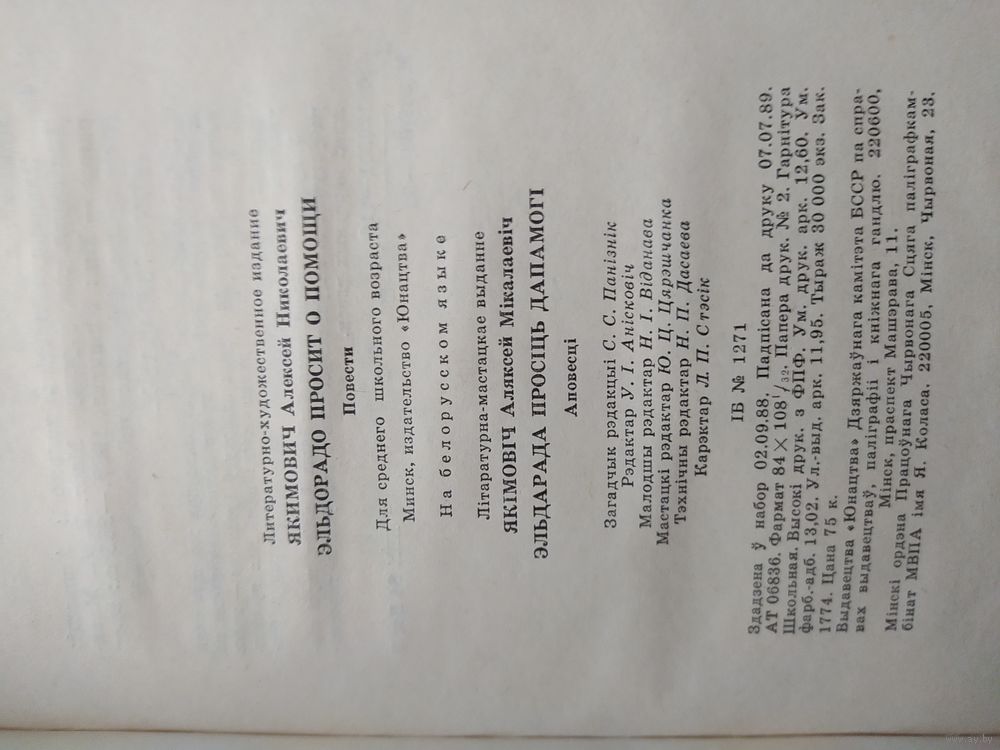 Литературно-художественное издание
ЯКИМОВИЧ Алексей Николаевич
ЭЛЬДОРАДО ПРОСИТ О ПОМОЩИ
Повести
Для среднего школьного возраста
Минск, издательство «Юнацтва»
На белорусском языке
Літаратурна-мастацкае выданне
ЯКІМОВІЧ Аляксей Мікалаевіч
ЭЛЬДАРАДА ПРОСІЦЬ ДАПАМОГІ
Аповесці
Загадчык рэдакцыі С. С. Панізнік
Рэдактар У. І. Анісковіч
Малодшы рэдактар Н. І. Віданава
Мастацкі рэдактар Ю. Ц. Цярэшчанка
Тэхнічны рэдактар Н. П. Дасаева
Карэктар Л. П. Стэсік
ІБ № 1271
Здадзена ў набор 02.09.88. Падпісана да друку 07.07.89.
АТ 06836. Фармат 84×108¹/₃₂. Папера друк. № 2. Гарнітура
Школьная. Высокі друк. з ФПФ. Ум. друк. арк. 12,60. Ум.
фарб.-адб. 13,02. Ул.-выд. арк. 11,95. Тыраж 30 000 экз. Зак.
1774. Цана 75 к.
Выдавецтва «Юнацтва» Дзяржаўнага камітэта БССР па спра-
вах выдавецтваў, паліграфіі і кніжнага гандлю. 220600,
Мінск, праспект Машэрава, 11.
Мінскі ордэна Працоўнага Чырвонага Сцяга паліграфкам-
бінат МВПА імя Я. Коласа. 220005, Мінск, Чырвоная, 23.
www.ay.by